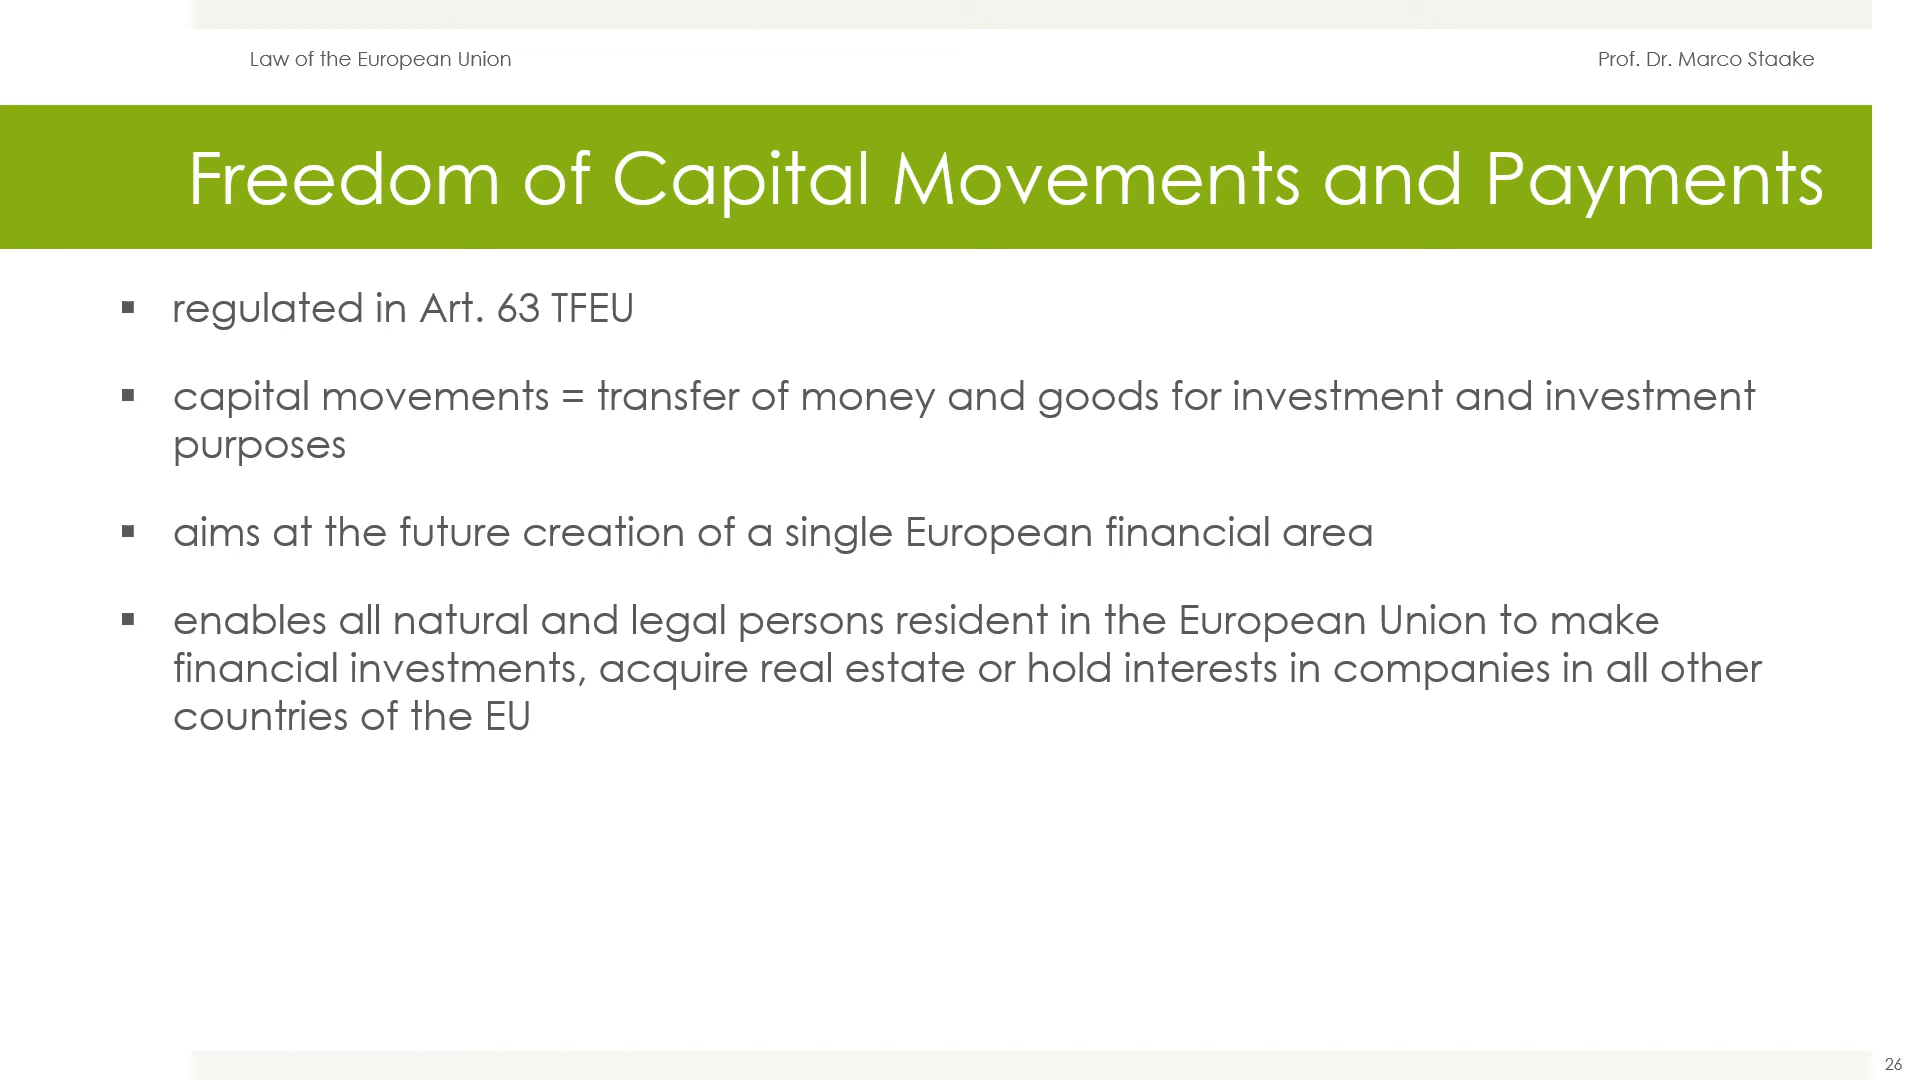 Law of the European Union
Prof. Dr. Marco Staake
Freedom of Capital Movements and Payments
▪ regulated in Art. 63 TFEU
▪ capital movements = transfer of money and goods for investment and investment
purposes
▪ aims at the future creation of a single European financial area
▪ enables all natural and legal persons resident in the European Union to make
financial investments, acquire real estate or hold interests in companies in all other
countries of the EU
26